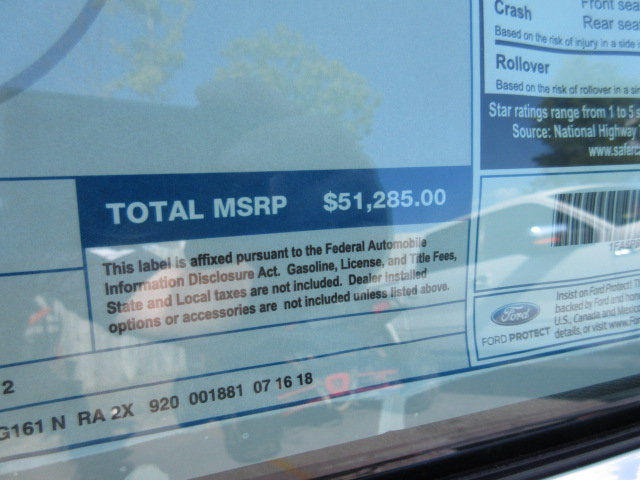 Crash
Front
Rear
Based on the risk of injury in a side
Rollover
Based on the risk of rollover in a
Star ratings range from 1 to 5
Source: National Highway
TOTAL MSRP $51,285.00
This label is affixed pursuant to the Federal Automobile
Information Disclosure Act. Gasoline, License, and Title Fees,
State and Local taxes are not included. Dealer installed
options or accessories are not included unless listed above.
Ford
FORD PROTECT
Insist on Ford Protect!
backed by Ford and
U.S., Canada and
details, or visit
2
G161 N RA 2X 920 001881 07 16 18